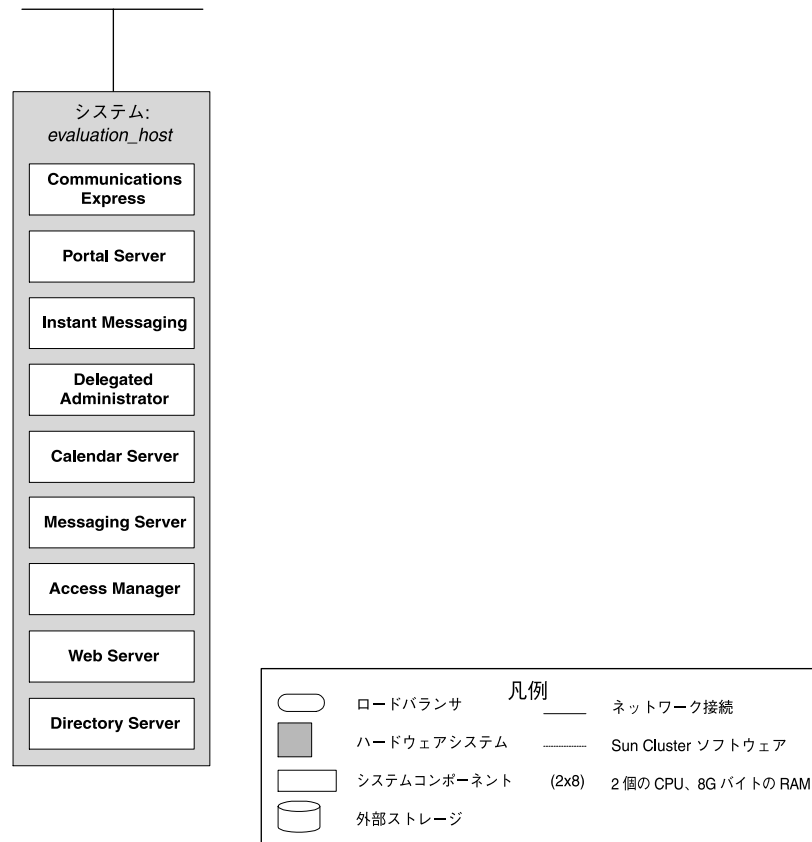 システム:
evaluation_host
Communications
Express
Portal Server
Instant Messaging
Delegated
Administrator
Calendar Server
Messaging Server
Access Manager
Web Server
Directory Server
凡例
ロードバランサ
ネットワーク接続
ハードウェアシステム
Sun Cluster ソフトウェア
システムコンポーネント
(2x8) 2 個の CPU、8G バイトの RAM
外部ストレージ